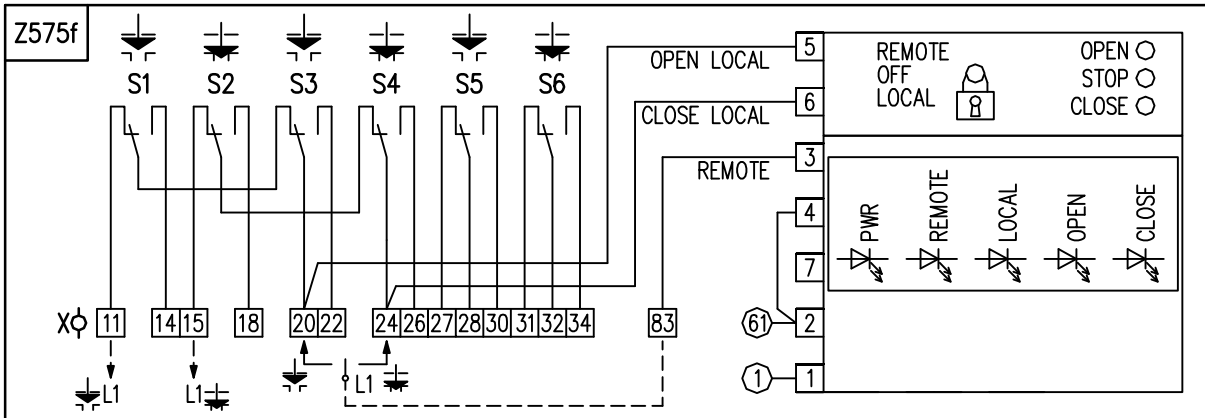 Z575f
S1 S2 S3 S4 S5 S6
OPEN LOCAL
CLOSE LOCAL
REMOTE
5
6
3
4
7
2
1
REMOTE
OFF
LOCAL
OPEN
STOP
CLOSE
PWR
REMOTE
LOCAL
OPEN
CLOSE
X 11 14 15 18 20 22 24 26 27 28 30 31 32 34 83
61
1
L1 L1 L1